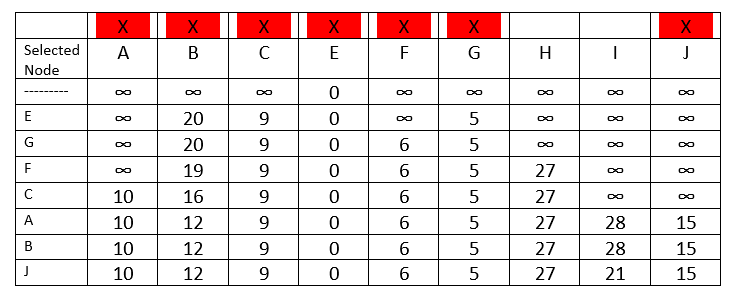 X X X X X X X
Selected Node A B C E F G H I J
--------- ∞ ∞ ∞ 0 ∞ ∞ ∞ ∞ ∞
E ∞ 20 9 0 ∞ 5 ∞ ∞ ∞
G ∞ 20 9 0 6 5 ∞ ∞ ∞
F ∞ 19 9 0 6 5 27 ∞ ∞
C 10 16 9 0 6 5 27 ∞ ∞
A 10 12 9 0 6 5 27 28 15
B 10 12 9 0 6 5 27 28 15
J 10 12 9 0 6 5 27 21 15